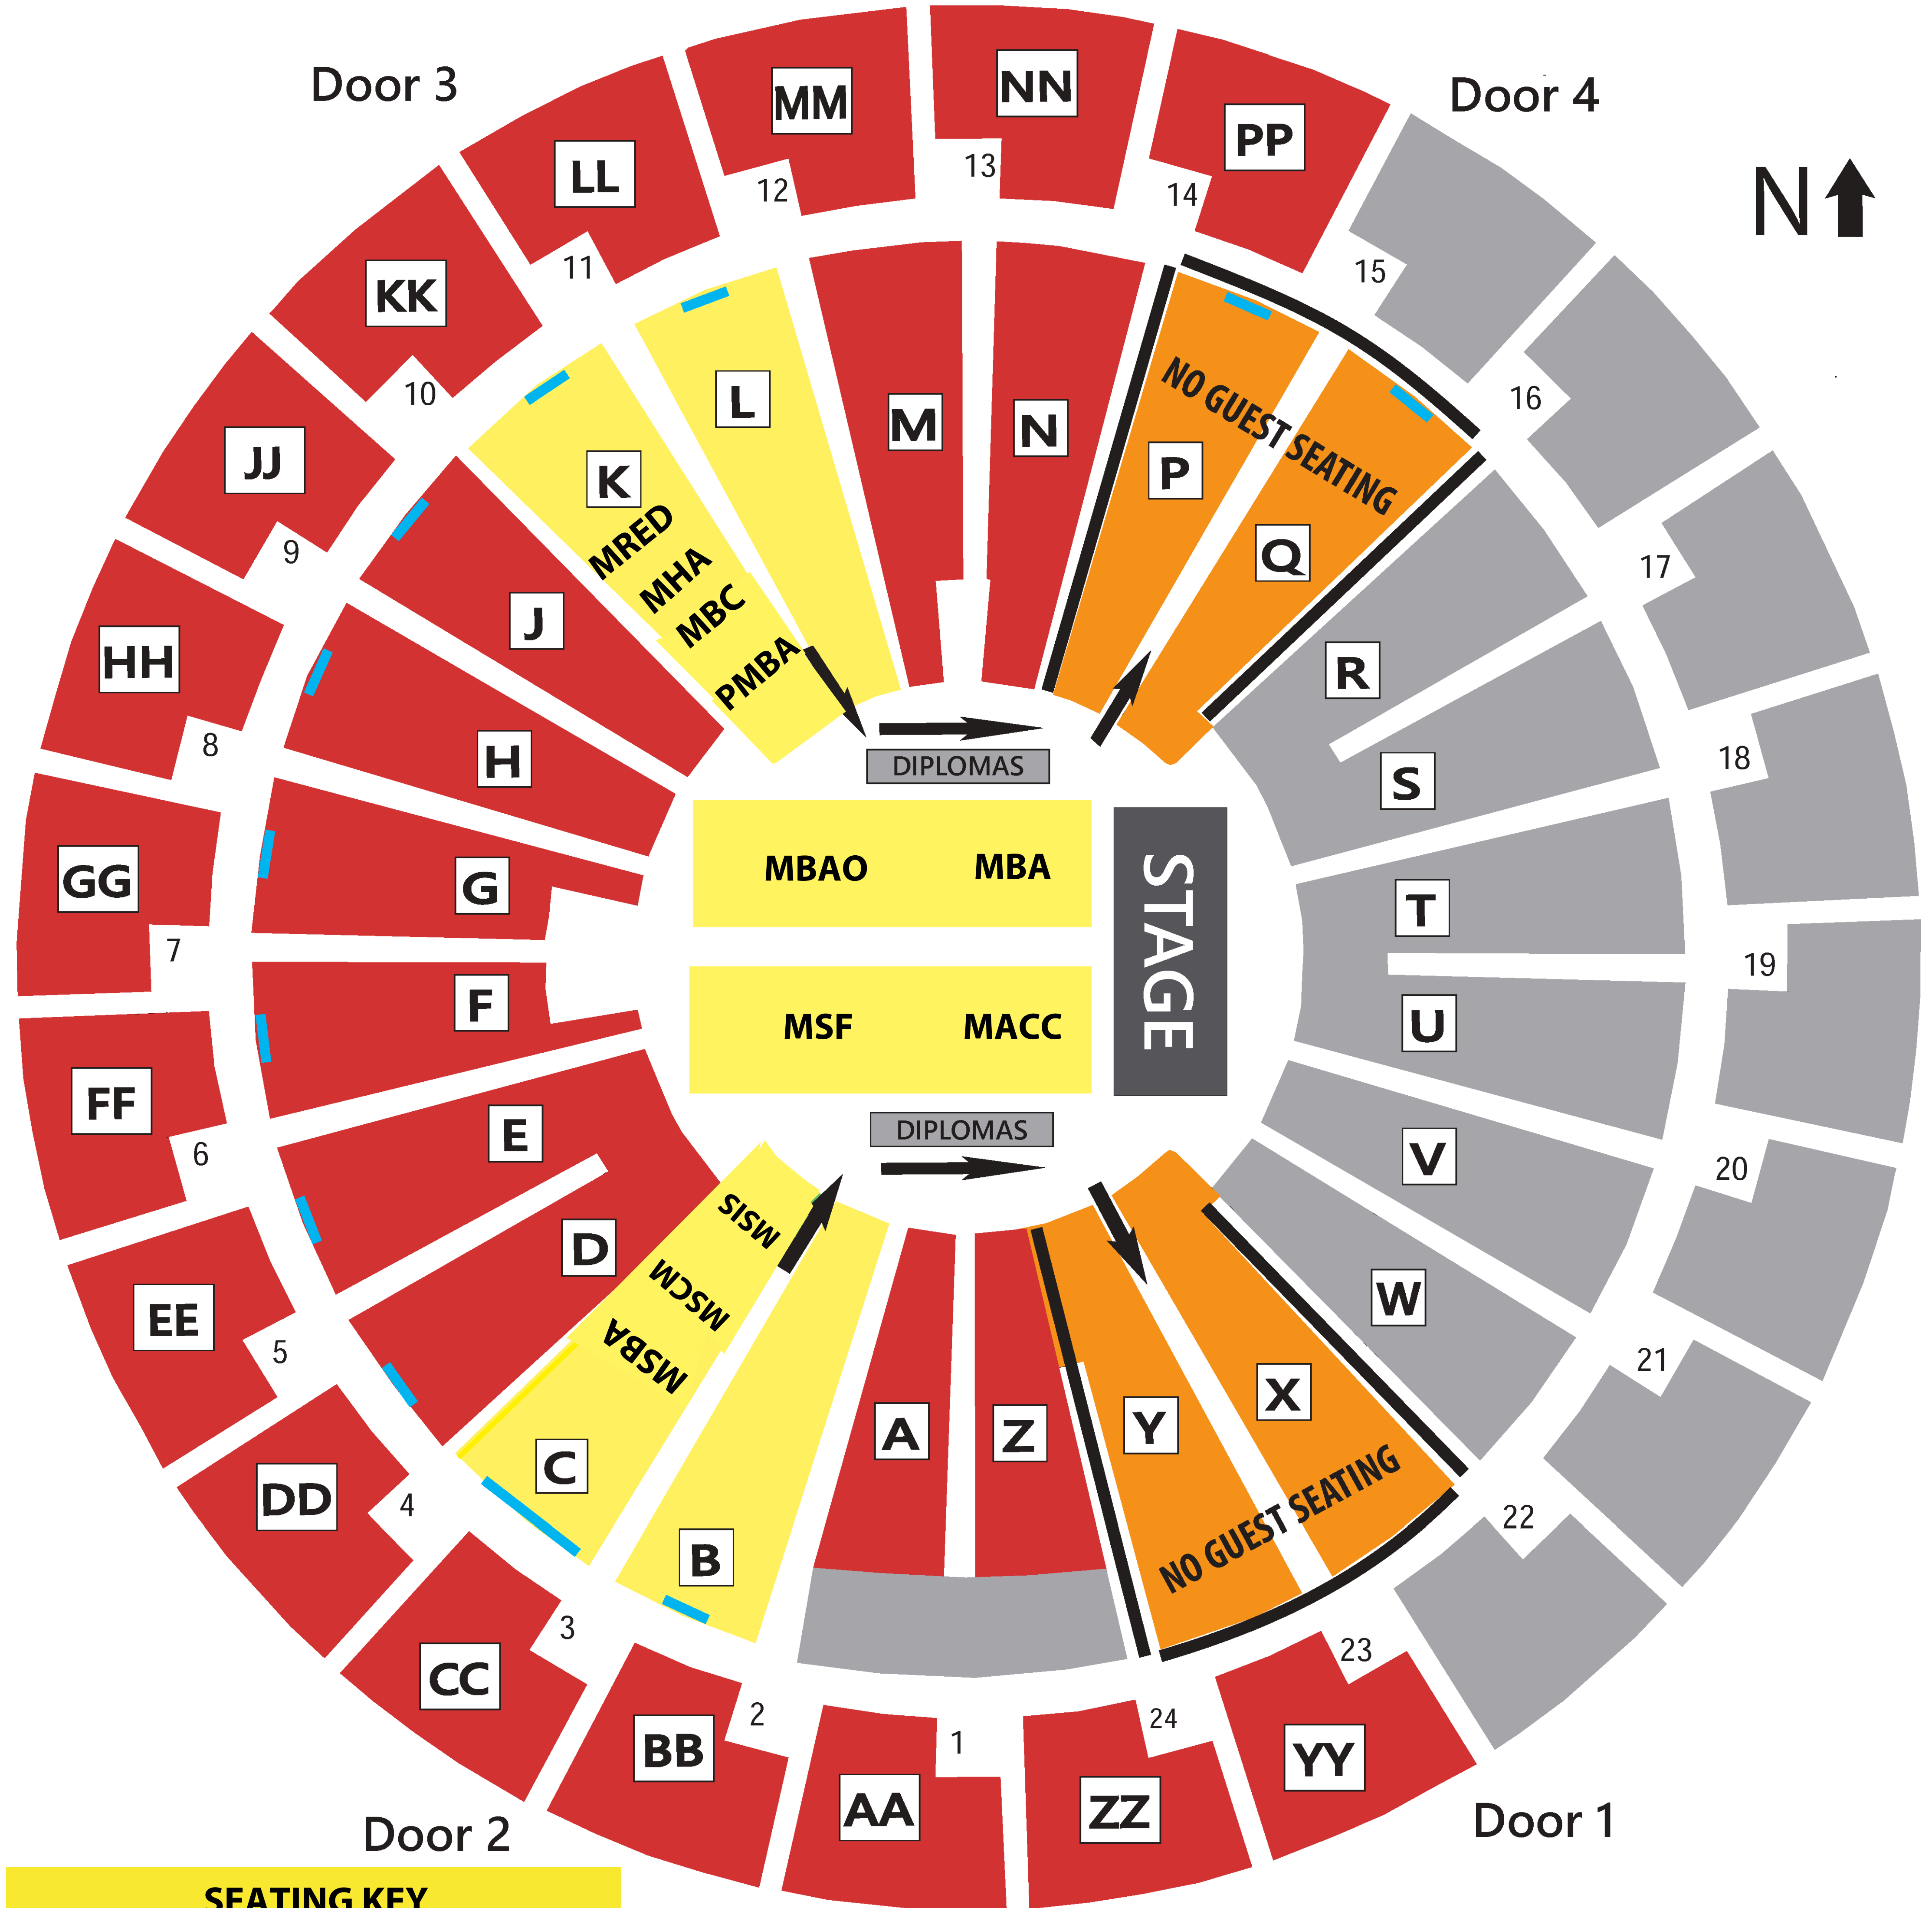 Door 3
Door 4
N
MM
NN
PP
LL
KK
JJ
HH
GG
FF
EE
DD
CC
BB
AA
ZZ
YY
13
12
14
11
15
10
16
9
17
8
18
7
19
6
20
5
21
4
22
3
23
2
24
1
L
M
N
P
Q
NO GUEST SEATING
K
MRED
MHA
MBC
PMBA
J
H
G
F
E
D
R
S
T
U
V
W
DIPLOMAS
MBAO MBA
STAGE
MSF MACC
DIPLOMAS
MSIS
MSCM
MSBA
C
B
A
Z
Y
X
NO GUEST SEATING
Door 2
Door 1
SEATING KEY